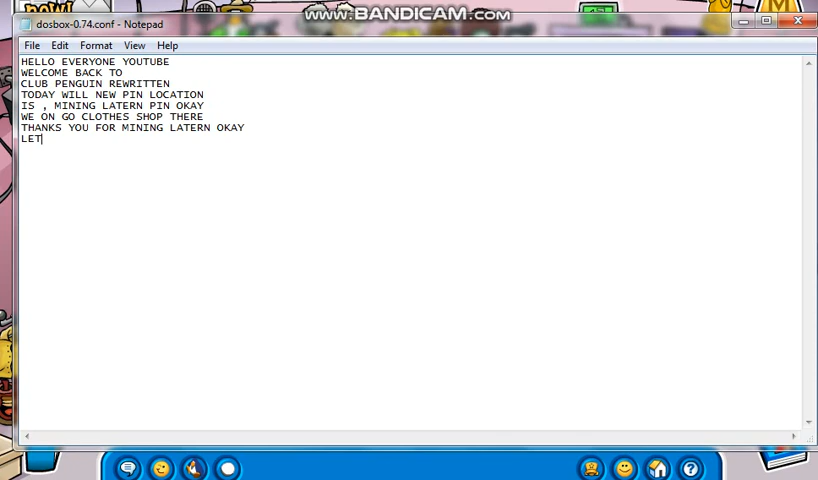 WWW.BANDICAM.COM
now!
dosbox-0.74.conf - Notepad
File Edit Format View Help
HELLO EVERYONE YOUTUBE
WELCOME BACK TO
CLUB PENGUIN REWRITTEN
TODAY WILL NEW PIN LOCATION
IS , MINING LATERN PIN OKAY
WE ON GO CLOTHES SHOP THERE
THANKS YOU FOR MINING LATERN OKAY
LET